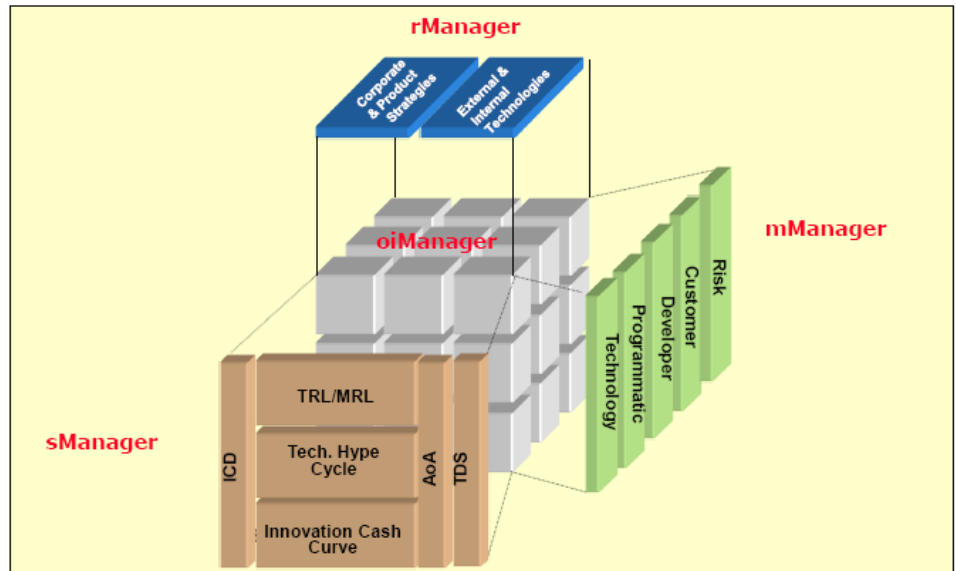 rManager
Corporate
& Product
Strategies
External &
Internal
Technologies
oiManager
mManager
Risk
Customer
Developer
Programmatic
Technology
sManager
ICD
TRL/MRL
Tech. Hype
Cycle
Innovation Cash
Curve
AoA
TDS